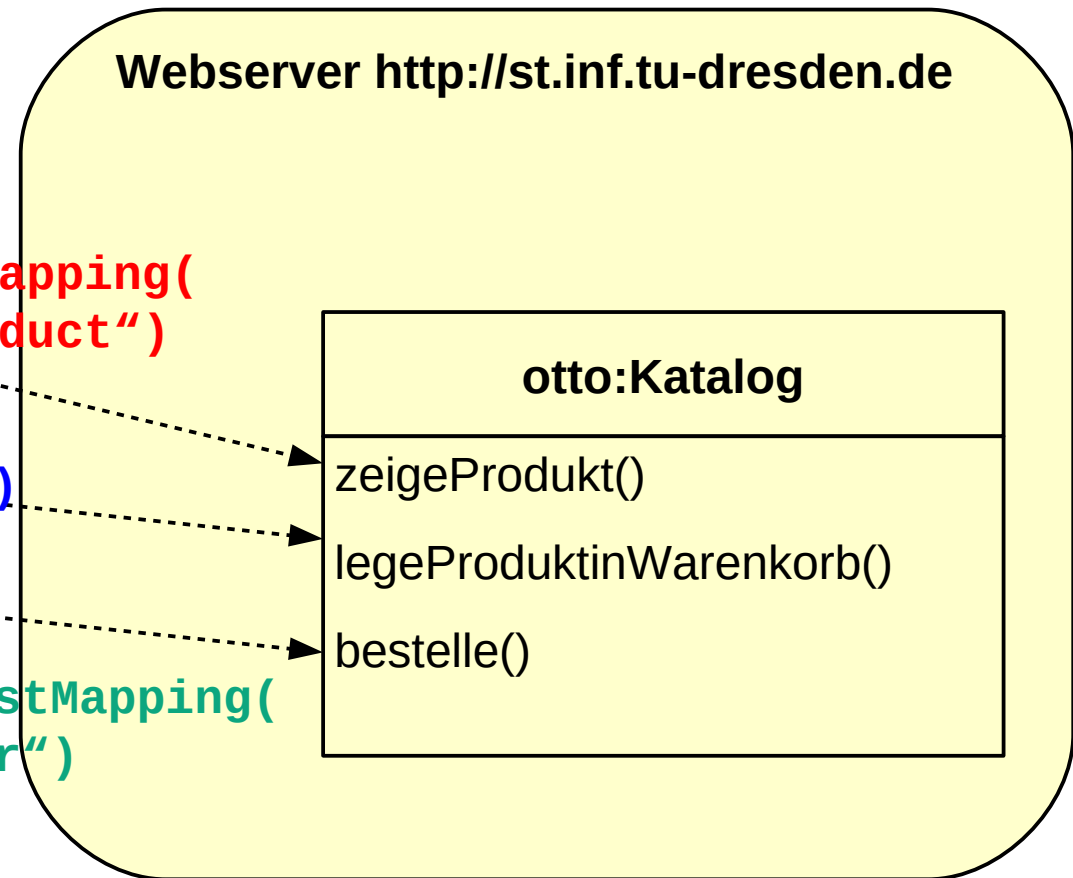 Webserver http://st.inf.tu-dresden.de
apping(
duct“)
otto:Katalog
zeigeProdukt()
)
legeProduktinWarenkorb()
bestelle()
stMapping(
r“)